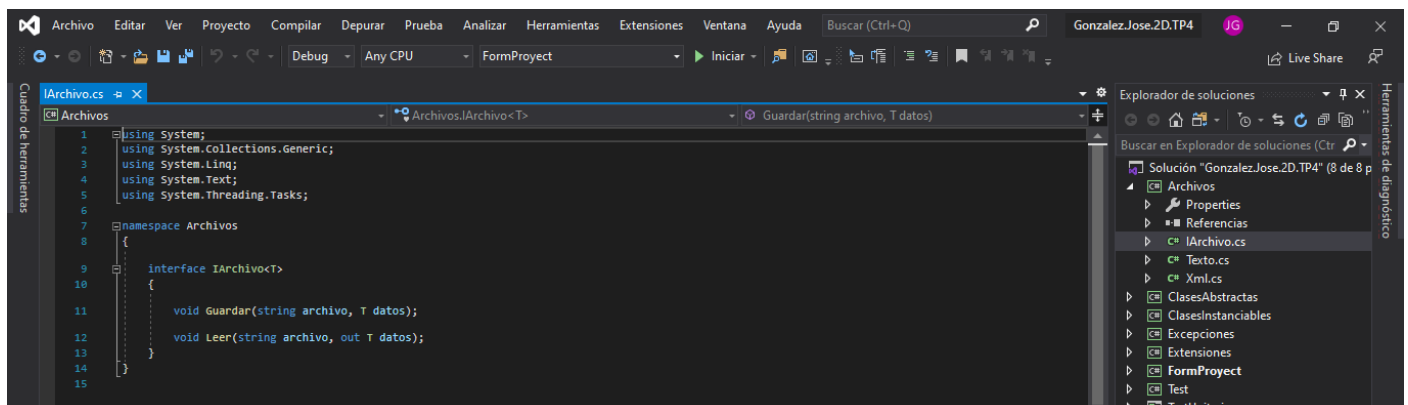 Archivo Editar Ver Proyecto Compilar Depurar Prueba Analizar Herramientas Extensiones Ventana Ayuda Buscar (Ctrl+Q) Gonzalez.Jose.2D.TP4 JG
Debug Any CPU FormProyect Iniciar Live Share
Cuadro de herramientas
IArchivo.cs
C# Archivos Archivos.IArchivo<T> Guardar(string archivo, T datos)
1 using System;
2 using System.Collections.Generic;
3 using System.Linq;
4 using System.Text;
5 using System.Threading.Tasks;
6
7 namespace Archivos
8 {
9 interface IArchivo<T>
10 {
11 void Guardar(string archivo, T datos);
12 void Leer(string archivo, out T datos);
13 }
14 }
15
Explorador de soluciones
Buscar en Explorador de soluciones (Ctr
Solución "Gonzalez.Jose.2D.TP4" (8 de 8 p
C# Archivos
Properties
Referencias
C# IArchivo.cs
C# Texto.cs
C# Xml.cs
C# ClasesAbstractas
C# ClasesInstanciables
C# Excepciones
C# Extensiones
C# FormProyect
C# Test
Herramientas de diagnóstico